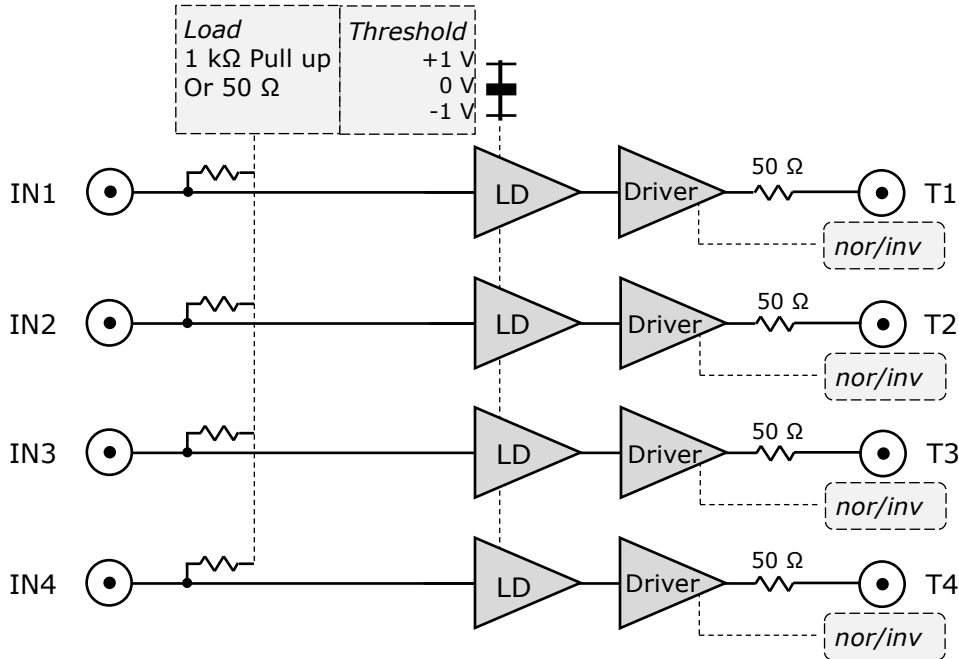 Load
1 kΩ Pull up
Or 50 Ω
Threshold
+1 V
0 V
-1 V
IN1
LD
Driver
50 Ω
T1
nor/inv
IN2
LD
Driver
50 Ω
T2
nor/inv
IN3
LD
Driver
50 Ω
T3
nor/inv
IN4
LD
Driver
50 Ω
T4
nor/inv